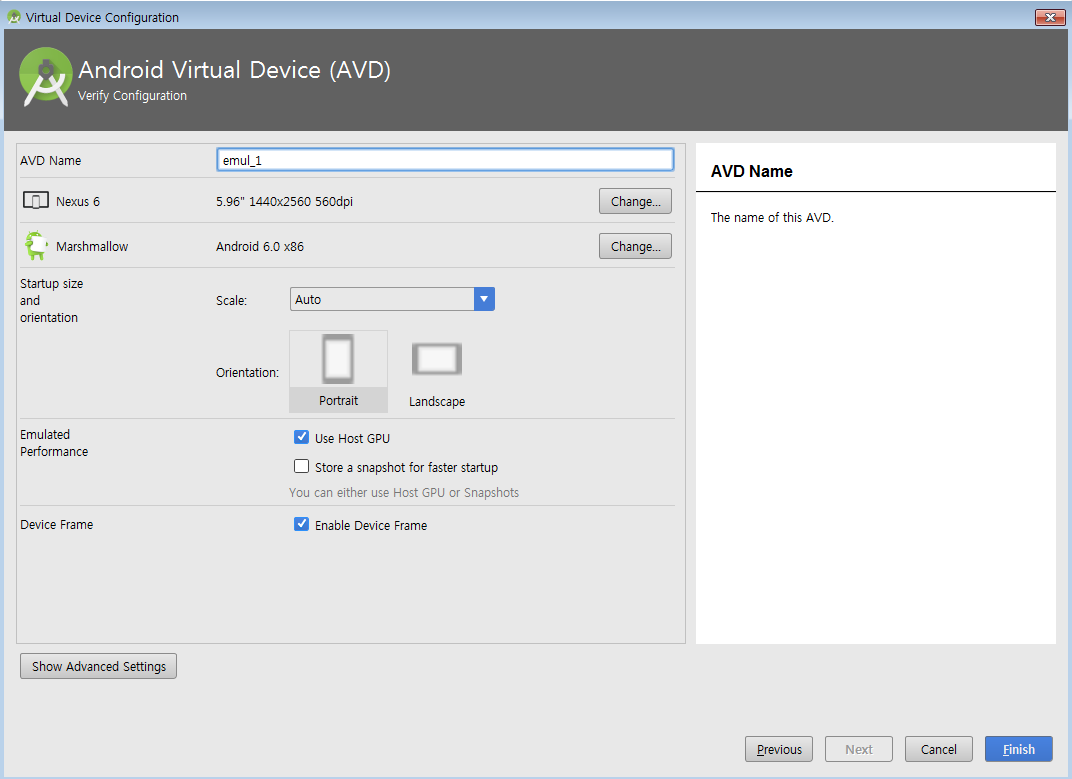 Virtual Device Configuration
Android Virtual Device (AVD)
Verify Configuration
AVD Name
emul_1
Nexus 6
5.96" 1440x2560 560dpi
Change...
Marshmallow
Android 6.0 x86
Change...
Startup size
and
orientation
Scale:
Auto
Orientation:
Portrait
Landscape
Emulated
Performance
Use Host GPU
Store a snapshot for faster startup
You can either use Host GPU or Snapshots
Device Frame
Enable Device Frame
AVD Name
The name of this AVD.
Show Advanced Settings
Previous
Next
Cancel
Finish